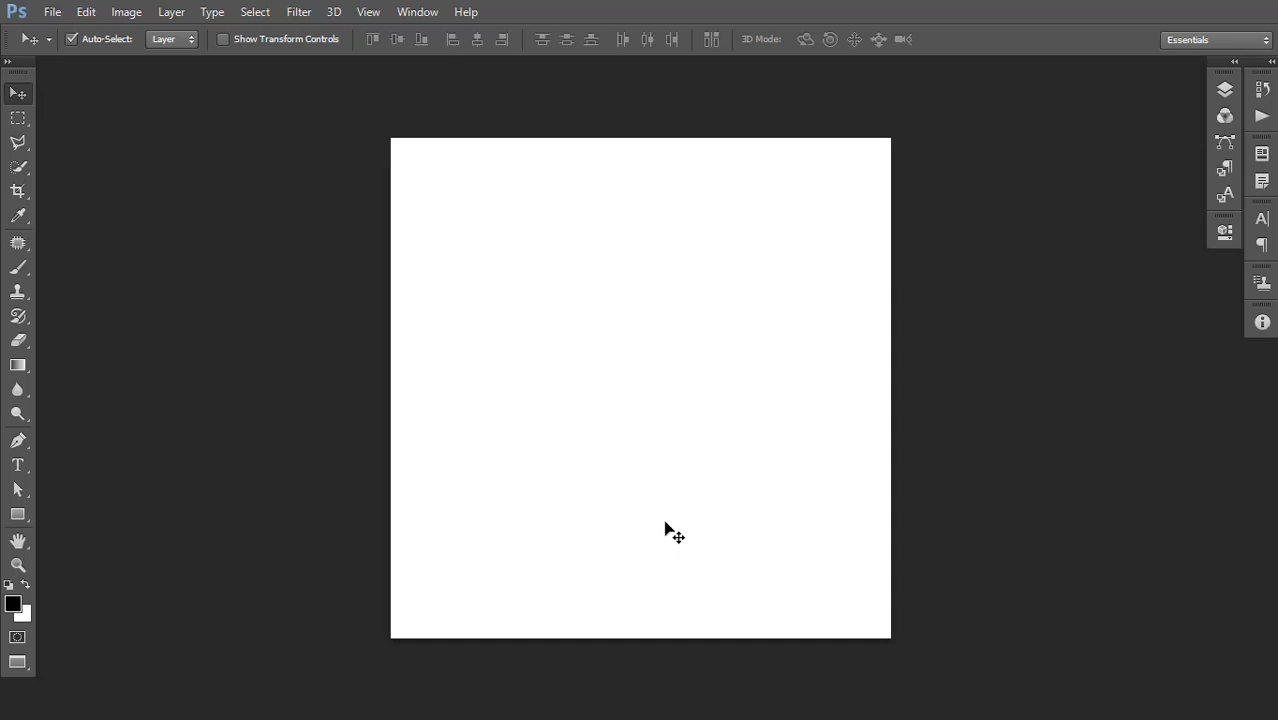 Ps File Edit Image Layer Type Select Filter 3D View Window Help
Auto-Select: Layer Show Transform Controls 3D Mode: Essentials